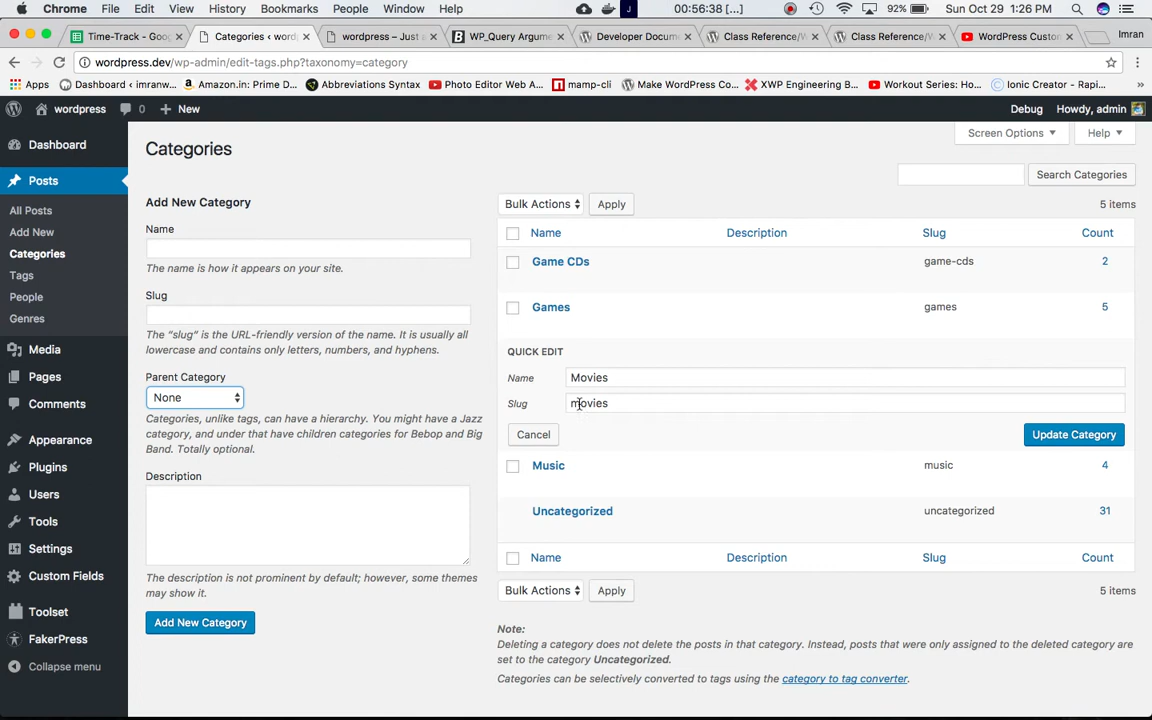 Chrome File Edit View History Bookmarks People Window Help J 00:56:38 [...] 92% Sun Oct 29 1:26 PM
Time-Track - Goog Categories ‹ word wordpress – Just a WP_Query Argume Developer Docum Class Reference/W Class Reference/W WordPress Custom Imran
wordpress.dev/wp-admin/edit-tags.php?taxonomy=category
Apps Dashboard ‹ imranw... Amazon.in: Prime D... Abbreviations Syntax Photo Editor Web A... mamp-cli Make WordPress Co... XWP Engineering B... Workout Series: Ho... Ionic Creator - Rapi... »
wordpress 0 + New Debug Howdy, admin
Dashboard
Posts
All Posts
Add New
Categories
Tags
People
Genres
Media
Pages
Comments
Appearance
Plugins
Users
Tools
Settings
Custom Fields
Toolset
FakerPress
Collapse menu
Screen Options Help
Categories
Search Categories
Add New Category
Name
The name is how it appears on your site.
Slug
The “slug” is the URL-friendly version of the name. It is usually all
lowercase and contains only letters, numbers, and hyphens.
Parent Category
None
Categories, unlike tags, can have a hierarchy. You might have a Jazz
category, and under that have children categories for Bebop and Big
Band. Totally optional.
Description
The description is not prominent by default; however, some themes
may show it.
Add New Category
Bulk Actions Apply 5 items
Name Description Slug Count
Game CDs game-cds 2
Games games 5
QUICK EDIT
Name Movies
Slug movies
Cancel Update Category
Music music 4
Uncategorized uncategorized 31
Name Description Slug Count
Bulk Actions Apply 5 items
Note:
Deleting a category does not delete the posts in that category. Instead, posts that were only assigned to the deleted category are
set to the category Uncategorized.
Categories can be selectively converted to tags using the category to tag converter.